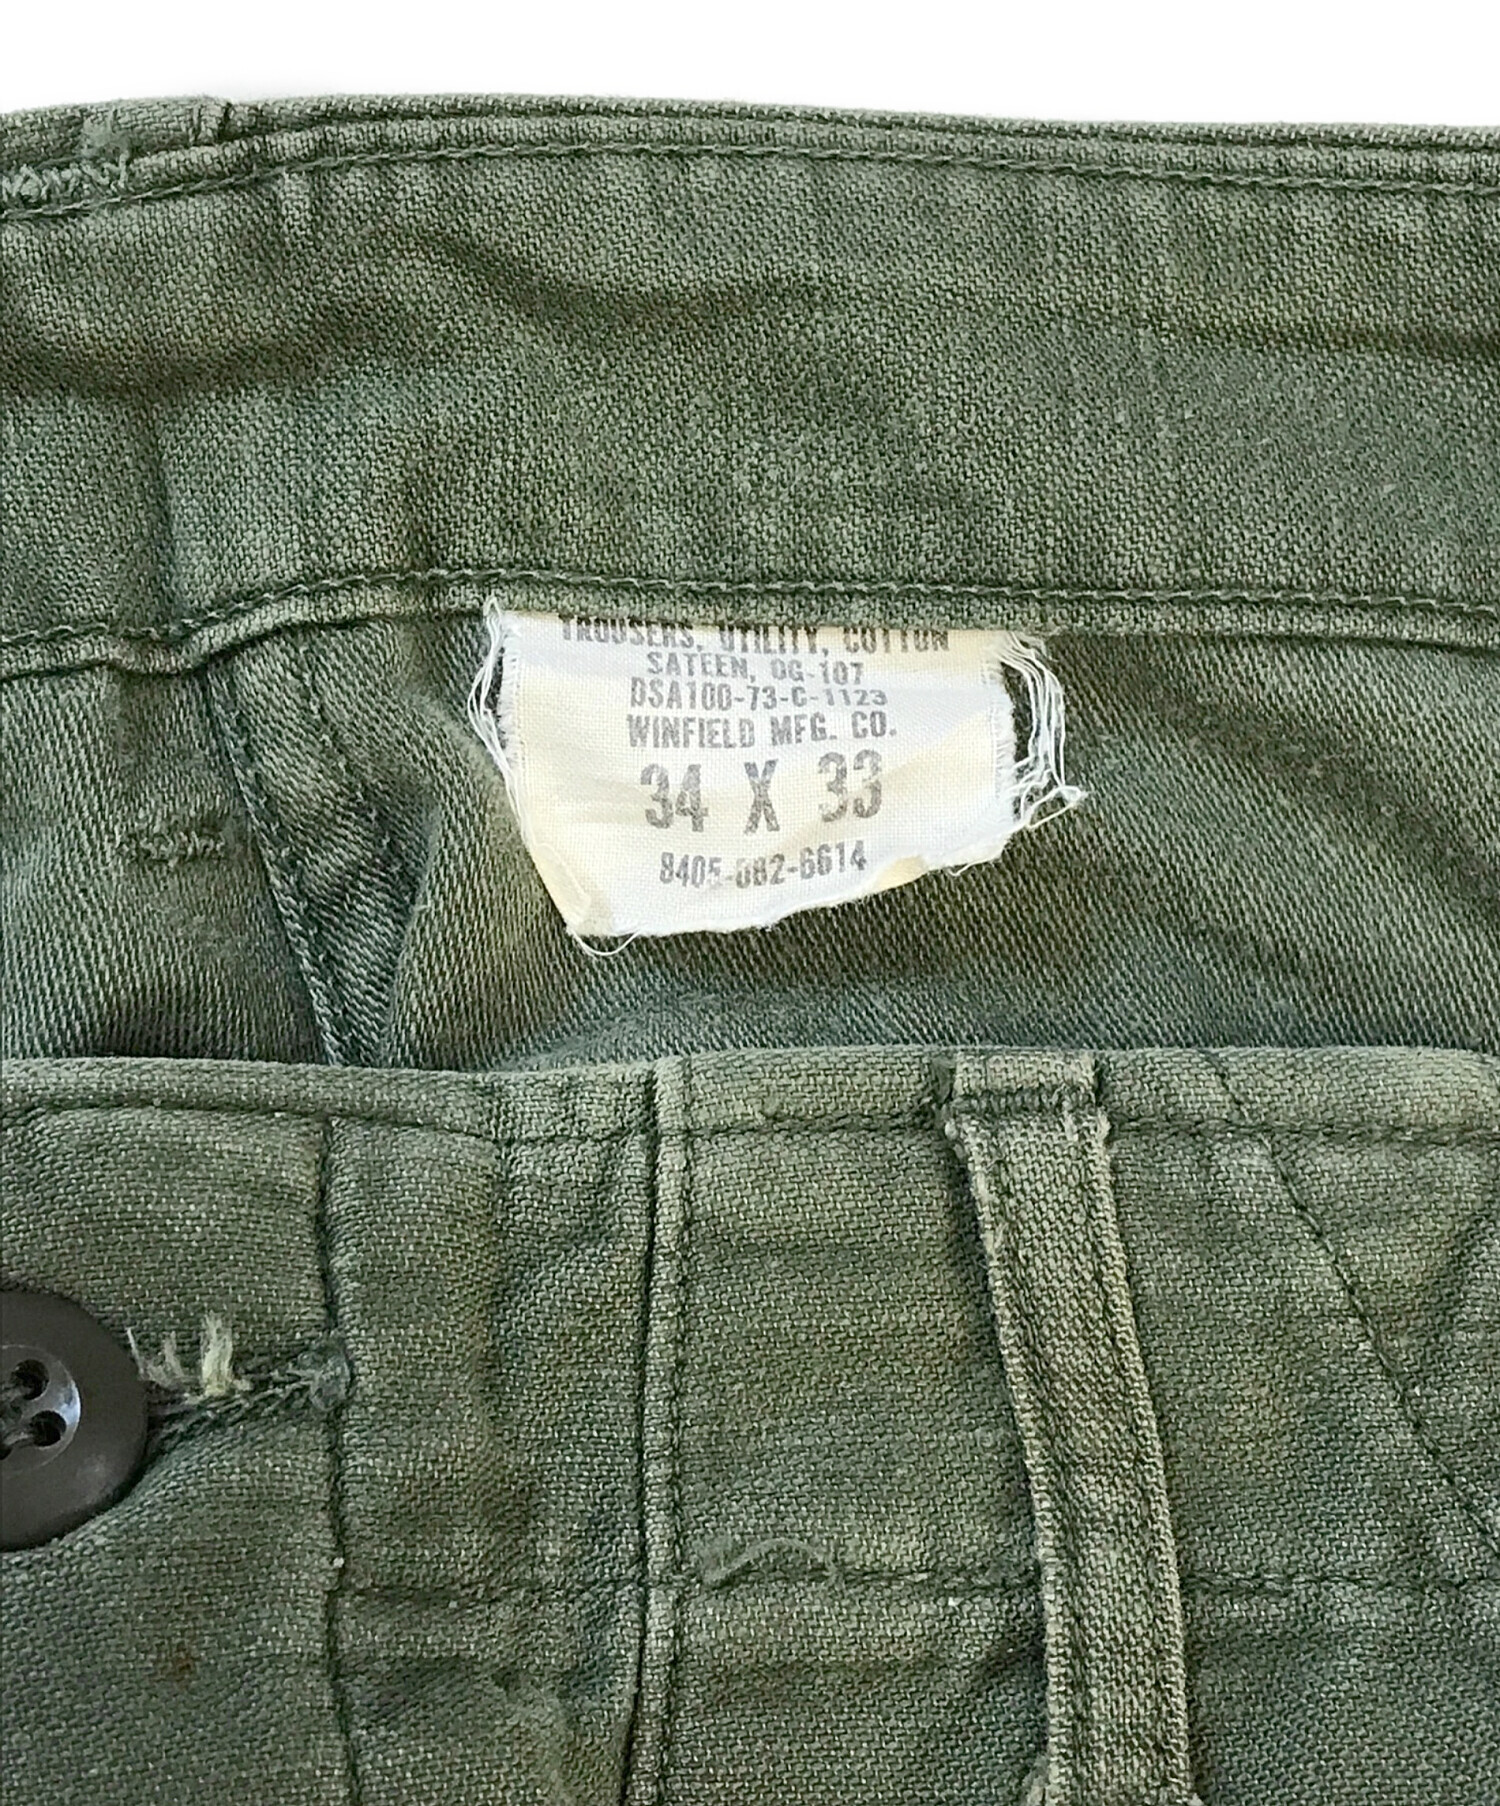 TROUSERS, UTILITY, COTTON
SATEEN, OG-107
DSA100-73-C-1123
WINFIELD MFG. CO.
34 X 33
8405-082-6614